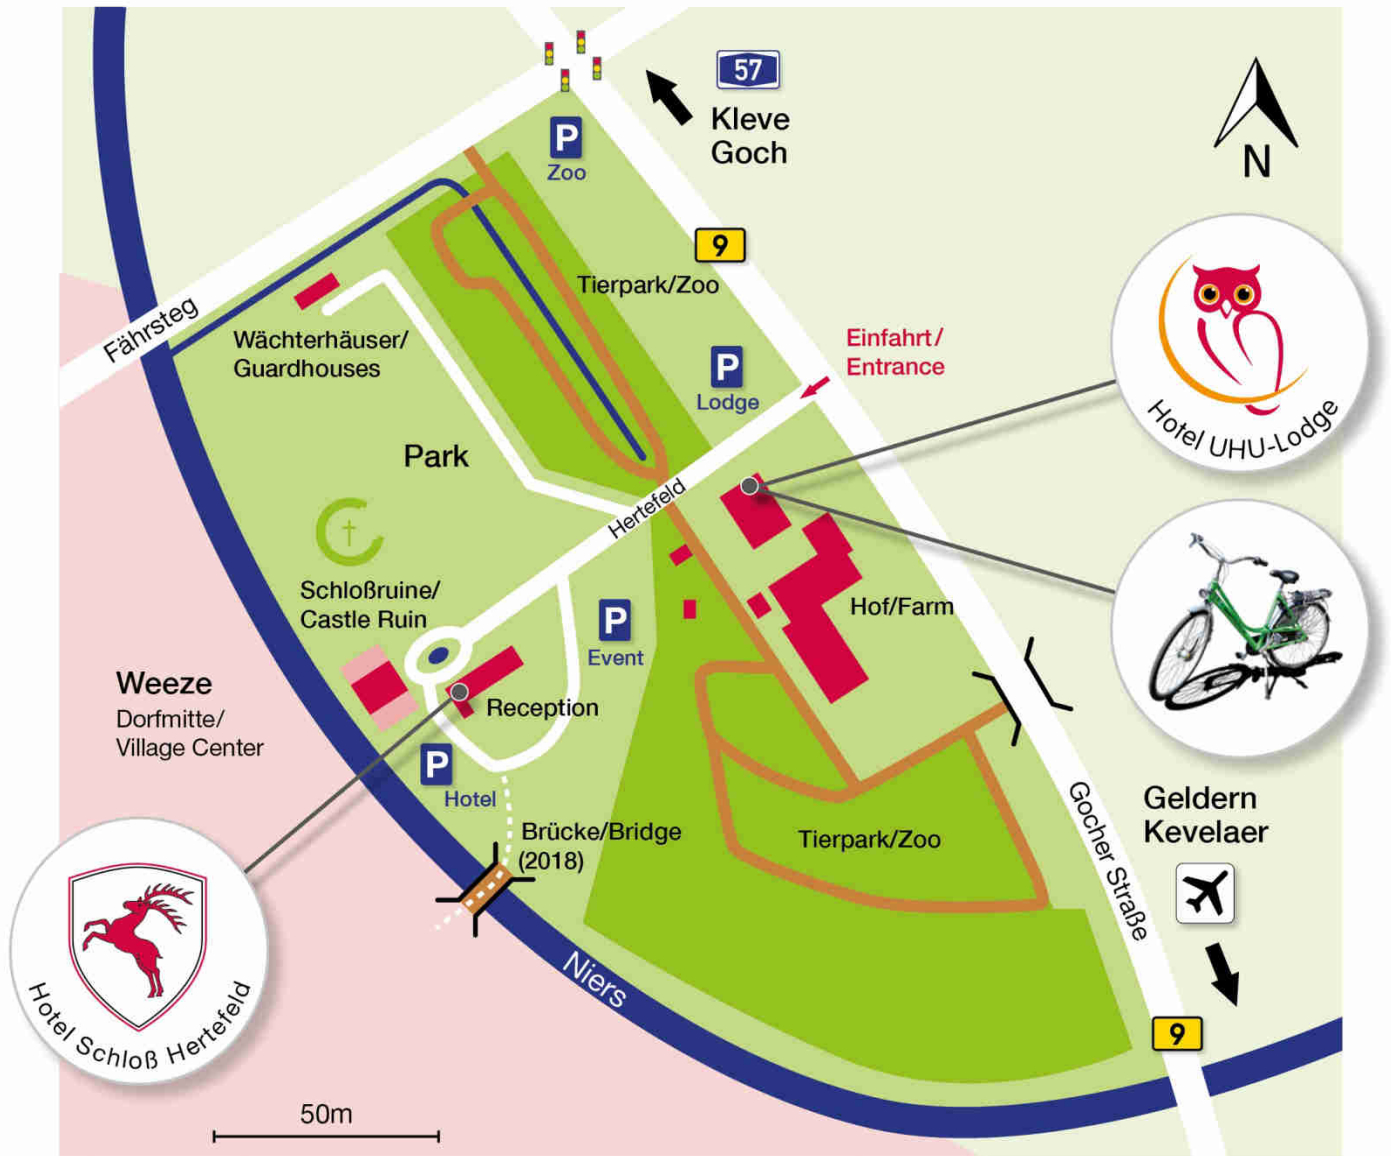 57
Kleve
Goch
N
P
Zoo
9
Tierpark/Zoo
Fährsteg
Wächterhäuser/
Guardhouses
Einfahrt/
Entrance
P
Lodge
Hotel UHU-Lodge
Park
Hertefeld
Schloßruine/
Castle Ruin
P
Event
Hof/Farm
Weeze
Dorfmitte/
Village Center
Reception
P
Hotel
Brücke/Bridge
(2018)
Tierpark/Zoo
Gocher Straße
Geldern
Kevelaer
Niers
Hotel Schloß Hertefeld
9
50m